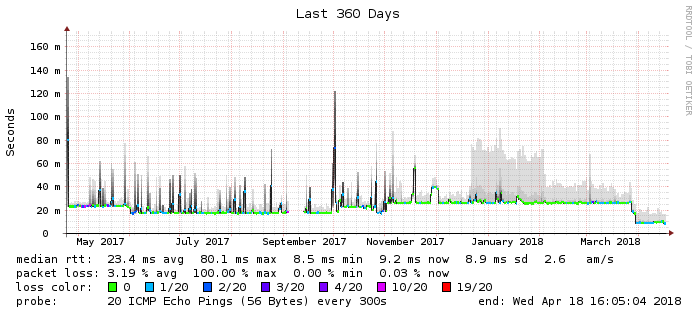 Last 360 Days
RRDTOOL / TOBI OETIKER
Seconds
160 m
140 m
120 m
100 m
80 m
60 m
40 m
20 m
0
May 2017 July 2017 September 2017 November 2017 January 2018 March 2018
median rtt: 23.4 ms avg 80.1 ms max 8.5 ms min 9.2 ms now 8.9 ms sd 2.6 am/s
packet loss: 3.19 % avg 100.00 % max 0.00 % min 0.03 % now
loss color: 0 1/20 2/20 3/20 4/20 10/20 19/20
probe: 20 ICMP Echo Pings (56 Bytes) every 300s end: Wed Apr 18 16:05:04 2018